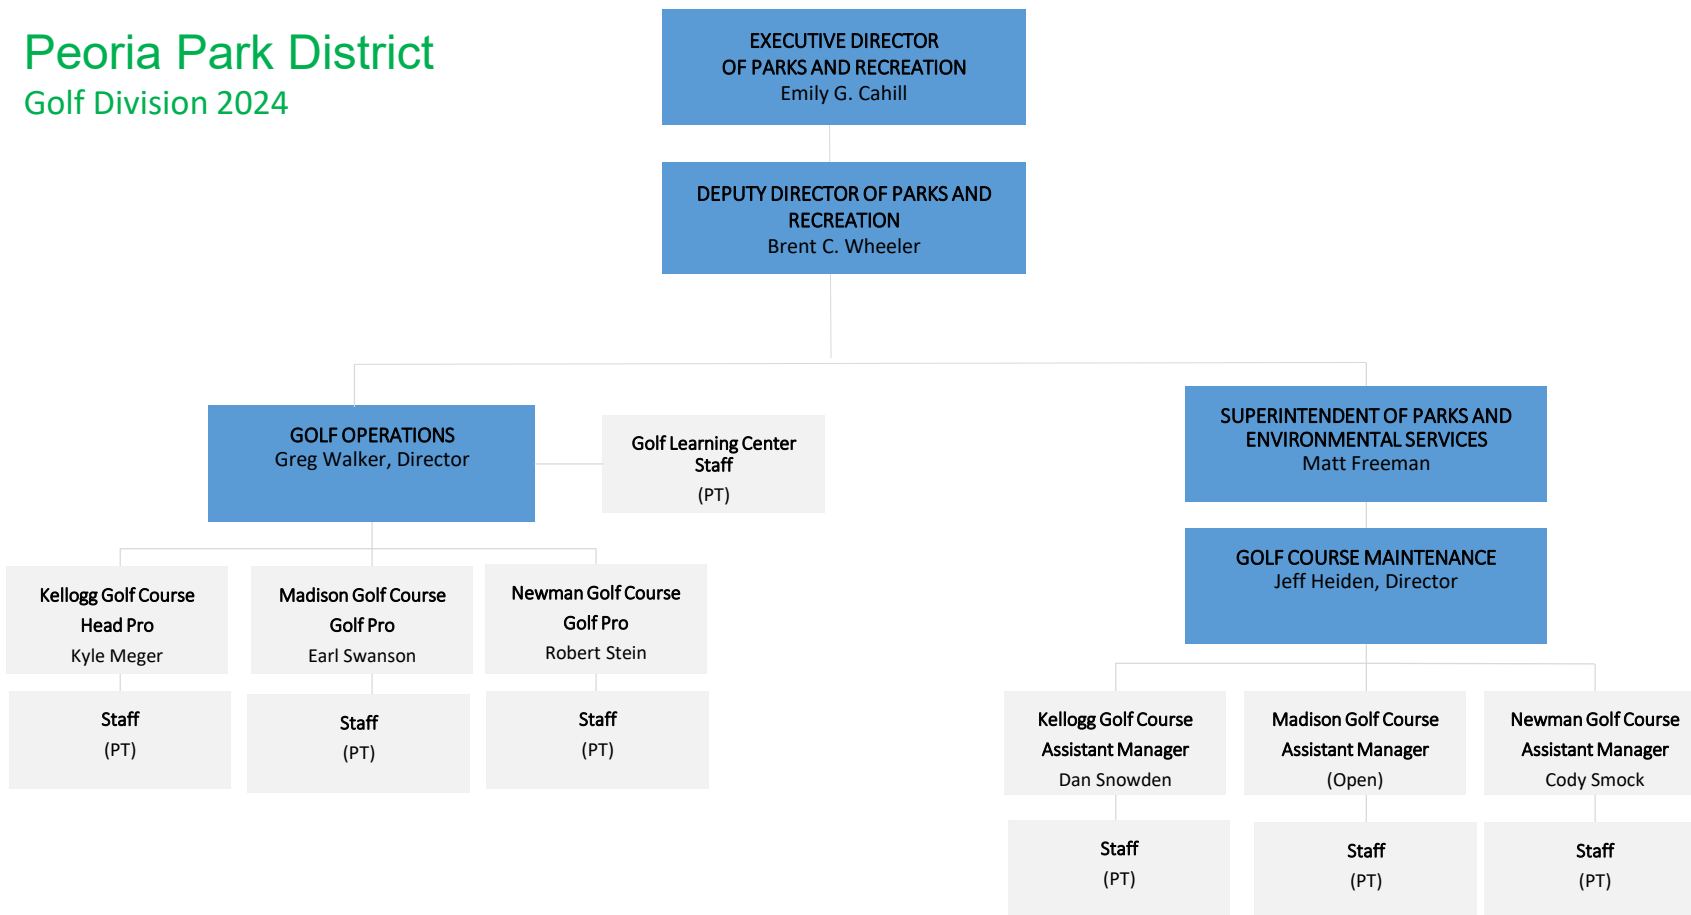 Peoria Park District
Golf Division 2024
EXECUTIVE DIRECTOR
OF PARKS AND RECREATION
Emily G. Cahill
DEPUTY DIRECTOR OF PARKS AND
RECREATION
Brent C. Wheeler
GOLF OPERATIONS
Greg Walker, Director
Golf Learning Center
Staff
(PT)
SUPERINTENDENT OF PARKS AND
ENVIRONMENTAL SERVICES
Matt Freeman
GOLF COURSE MAINTENANCE
Jeff Heiden, Director
Kellogg Golf Course
Head Pro
Kyle Meger
Madison Golf Course
Golf Pro
Earl Swanson
Newman Golf Course
Golf Pro
Robert Stein
Staff
(PT)
Staff
(PT)
Staff
(PT)
Kellogg Golf Course
Assistant Manager
Dan Snowden
Madison Golf Course
Assistant Manager
(Open)
Newman Golf Course
Assistant Manager
Cody Smock
Staff
(PT)
Staff
(PT)
Staff
(PT)